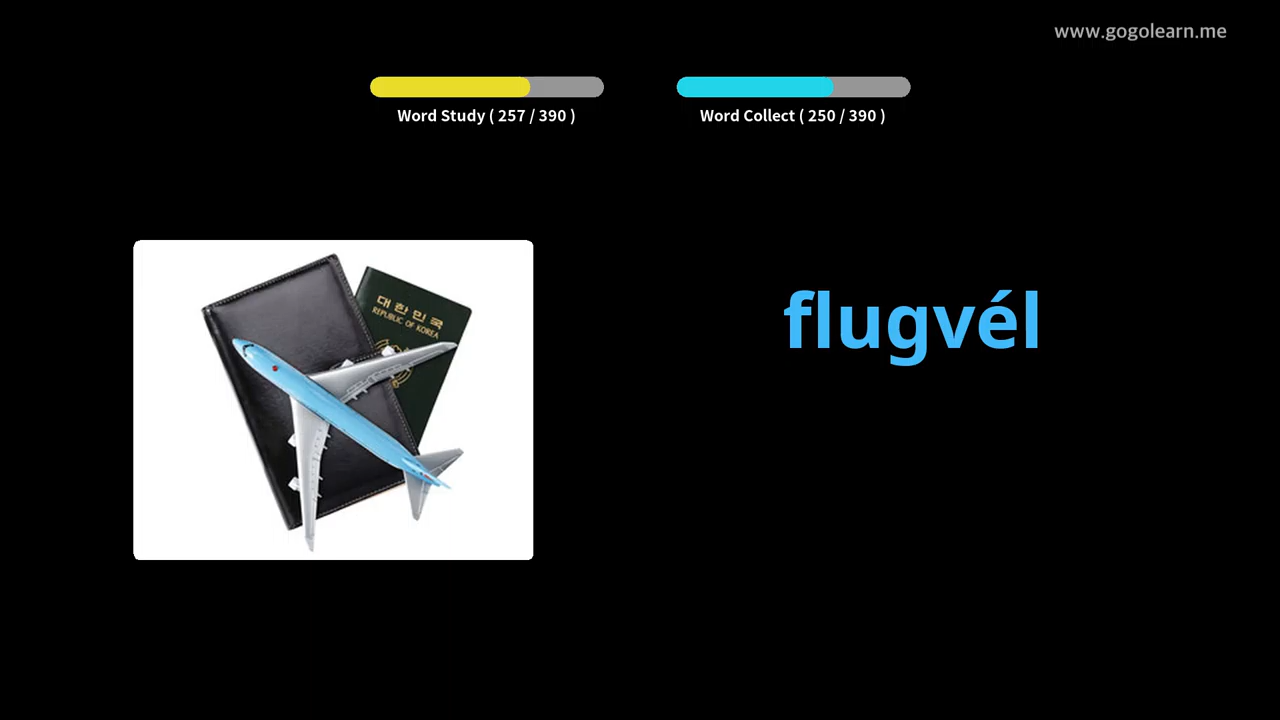 www.gogolearn.me
Word Study ( 257 / 390 )
Word Collect ( 250 / 390 )
대한민국
REPUBLIC OF KOREA
flugvél